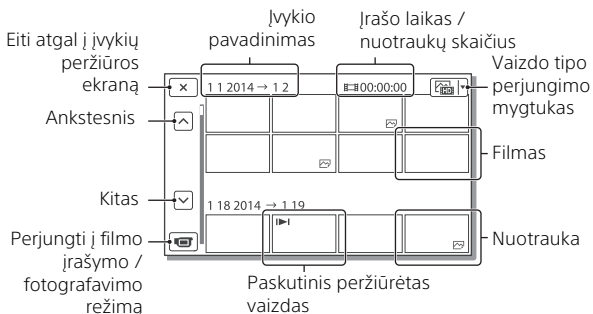 Įvykio
pavadinimas
Įrašo laikas /
nuotraukų skaičius
Eiti atgal į įvykių
peržiūros
ekraną
Vaizdo tipo
perjungimo
mygtukas
1 1 2014 → 1 2
00:00:00
Ankstesnis
Filmas
Kitas
1 18 2014 → 1 19
Perjungti į filmo
įrašymo /
fotografavimo
režimą
Nuotrauka
Paskutinis peržiūrėtas
vaizdas